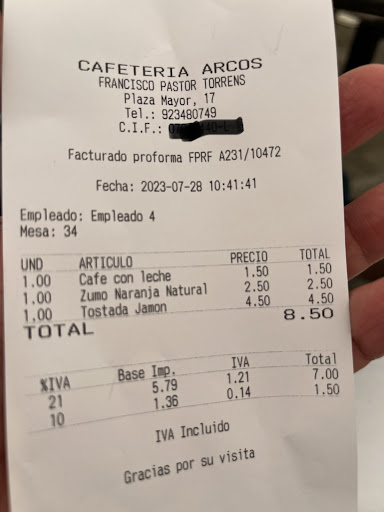 CAFETERIA ARCOS
FRANCISCO PASTOR TORRENS
Plaza Mayor, 17
Tel.: 923480749
C.I.F.:
Facturado proforma FPRF A231/10472
Fecha: 2023-07-28 10:41:41
Empleado: Empleado 4
Mesa: 34
UND ARTICULO PRECIO TOTAL
1.00 Cafe con leche 1.50 1.50
1.00 Zumo Naranja Natural 2.50 2.50
1.00 Tostada Jamon 4.50 4.50
TOTAL 8.50
%IVA Base Imp. IVA Total
21 5.79 1.21 7.00
10 1.36 0.14 1.50
IVA Incluido
Gracias por su visita